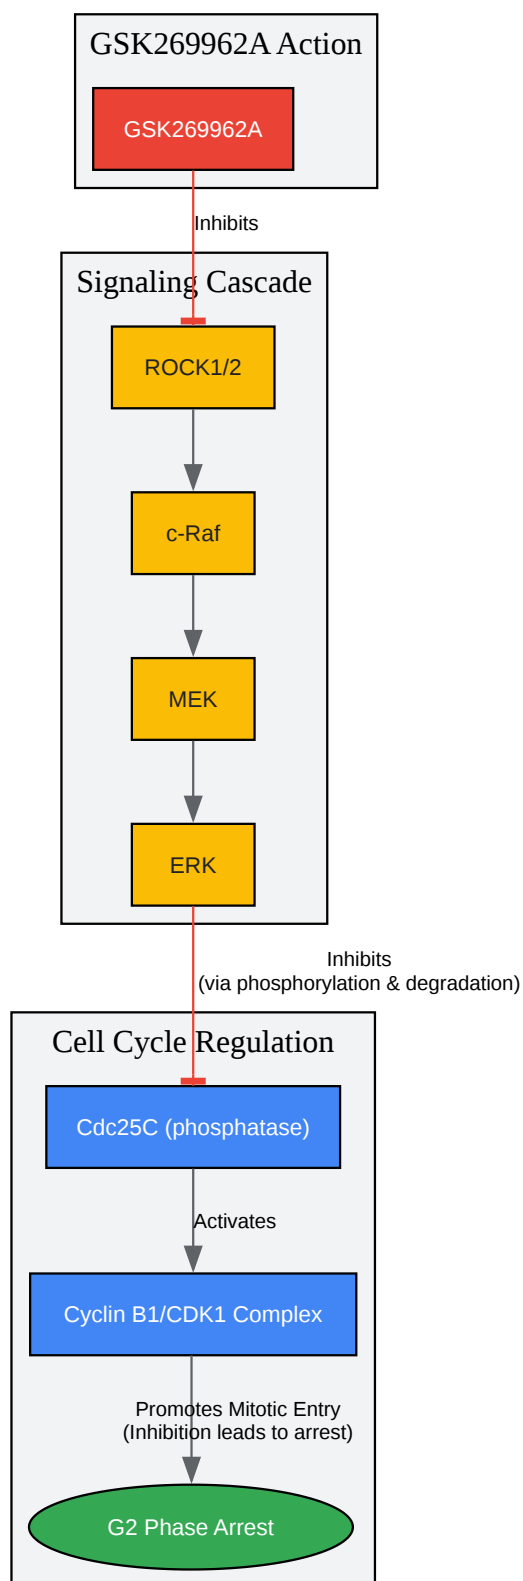 GSK269962A Action
GSK269962A
Inhibits
Signaling Cascade
ROCK1/2
c-Raf
MEK
ERK
Inhibits
(via phosphorylation & degradation)
Cell Cycle Regulation
Cdc25C (phosphatase)
Activates
Cyclin B1/CDK1 Complex
Promotes Mitotic Entry
(Inhibition leads to arrest)
G2 Phase Arrest